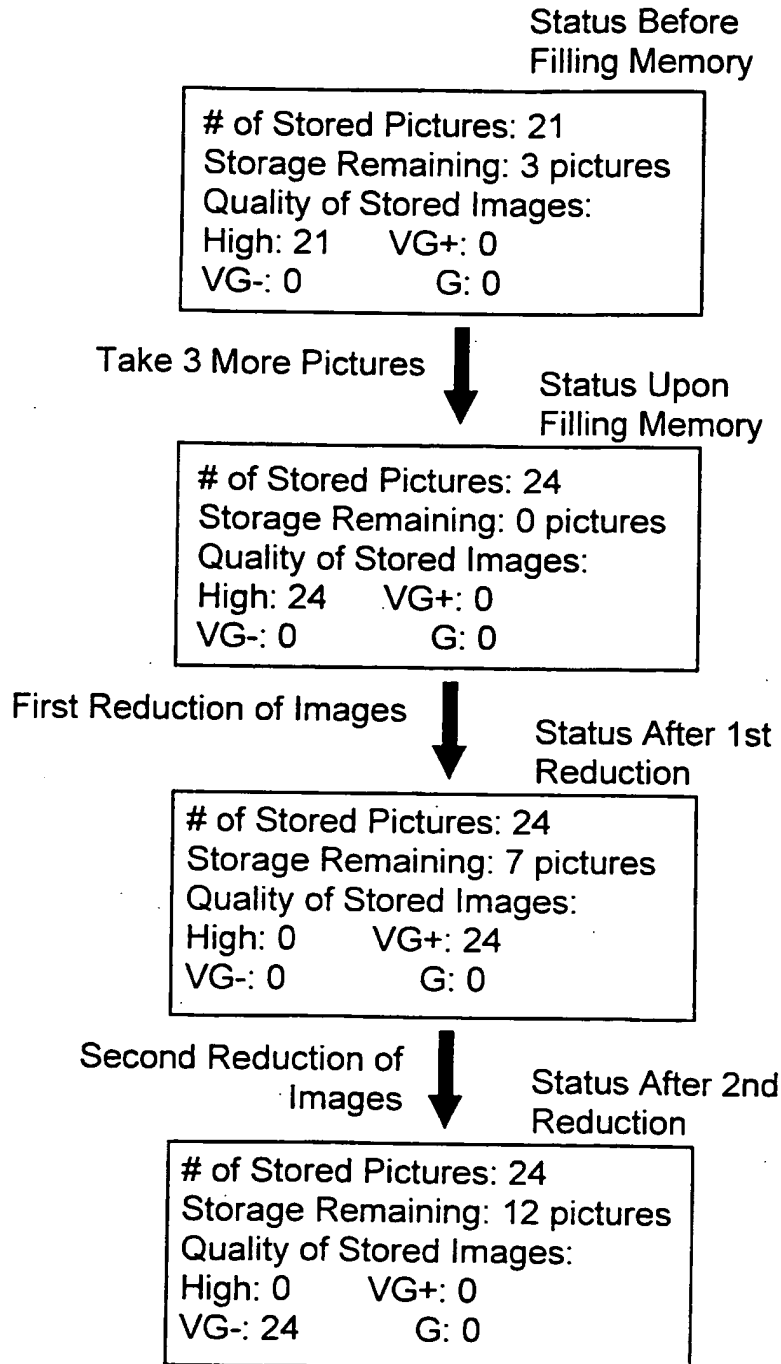 Status Before
Filling Memory
# of Stored Pictures: 21
Storage Remaining: 3 pictures
Quality of Stored Images:
High: 21 VG+: 0
VG-: 0 G: 0
Take 3 More Pictures
Status Upon
Filling Memory
# of Stored Pictures: 24
Storage Remaining: 0 pictures
Quality of Stored Images:
High: 24 VG+: 0
VG-: 0 G: 0
First Reduction of Images
Status After 1st
Reduction
# of Stored Pictures: 24
Storage Remaining: 7 pictures
Quality of Stored Images:
High: 0 VG+: 24
VG-: 0 G: 0
Second Reduction of
Images
Status After 2nd
Reduction
# of Stored Pictures: 24
Storage Remaining: 12 pictures
Quality of Stored Images:
High: 0 VG+: 0
VG-: 24 G: 0